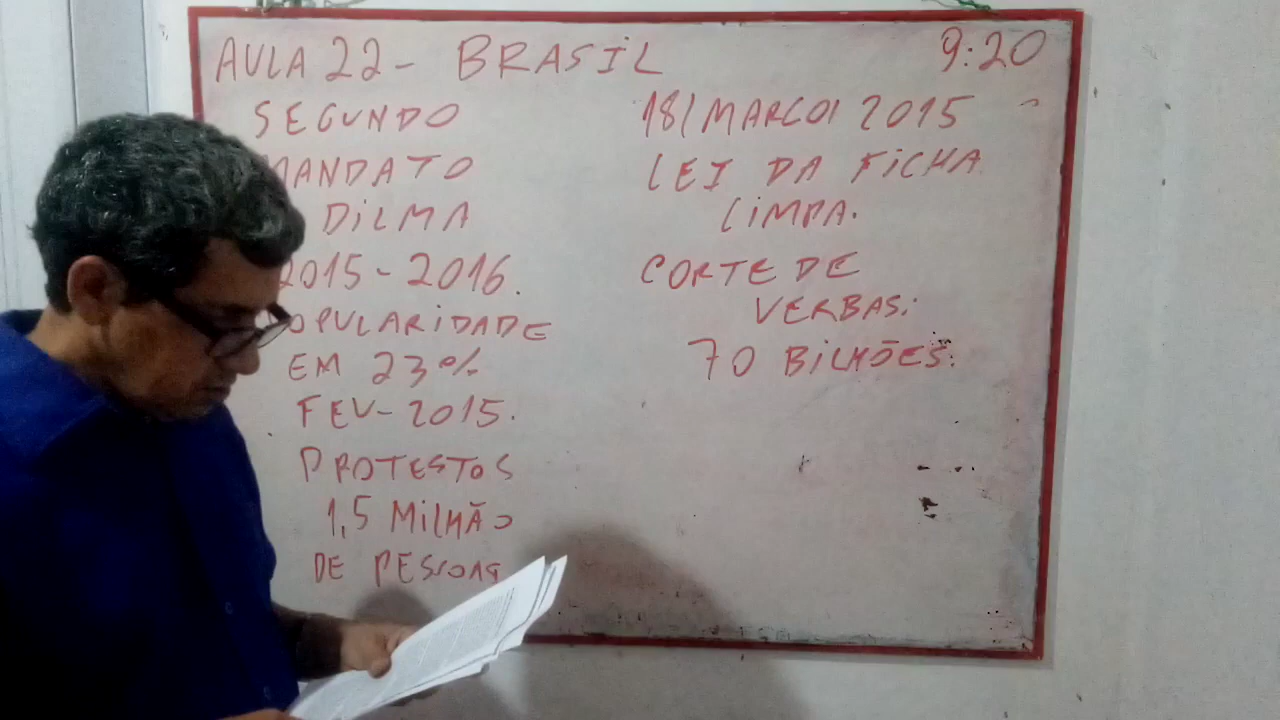 AULA 22 - BRASIL
9:20
SEGUNDO
MANDATO
DILMA
2015-2016.
POPULARIDADE
EM 23%
FEV-2015.
PROTESTOS
1,5 MILHÃO
DE PESSOAS
18/MARÇO/2015
LEI DA FICHA
LIMPA.
CORTE DE
VERBAS:
70 BILHÕES.